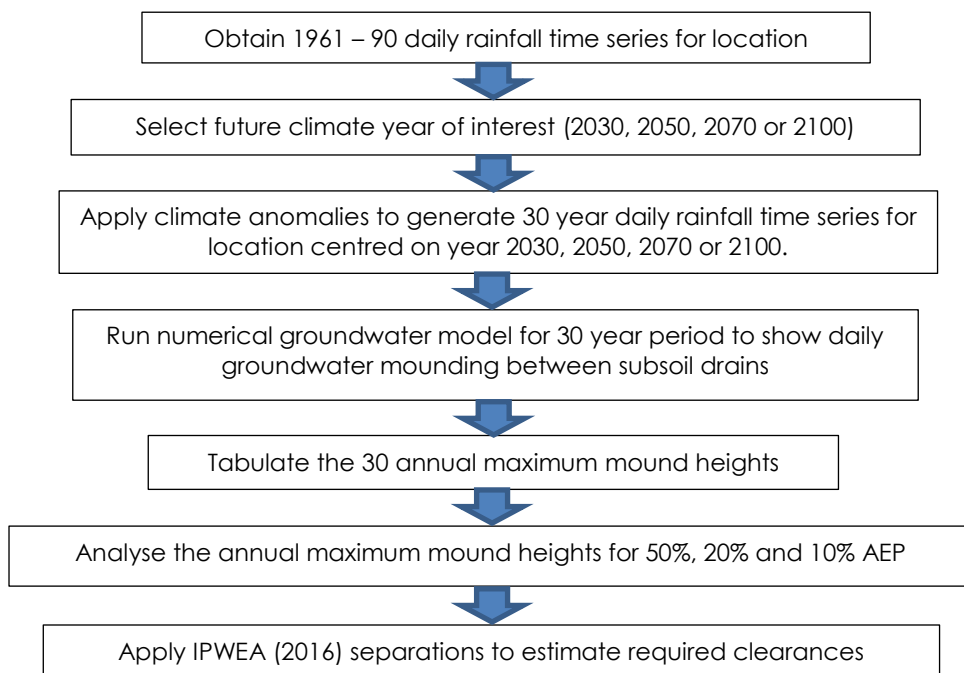 Obtain 1961 – 90 daily rainfall time series for location
Select future climate year of interest (2030, 2050, 2070 or 2100)
Apply climate anomalies to generate 30 year daily rainfall time series for
location centred on year 2030, 2050, 2070 or 2100.
Run numerical groundwater model for 30 year period to show daily
groundwater mounding between subsoil drains
Tabulate the 30 annual maximum mound heights
Analyse the annual maximum mound heights for 50%, 20% and 10% AEP
Apply IPWEA (2016) separations to estimate required clearances